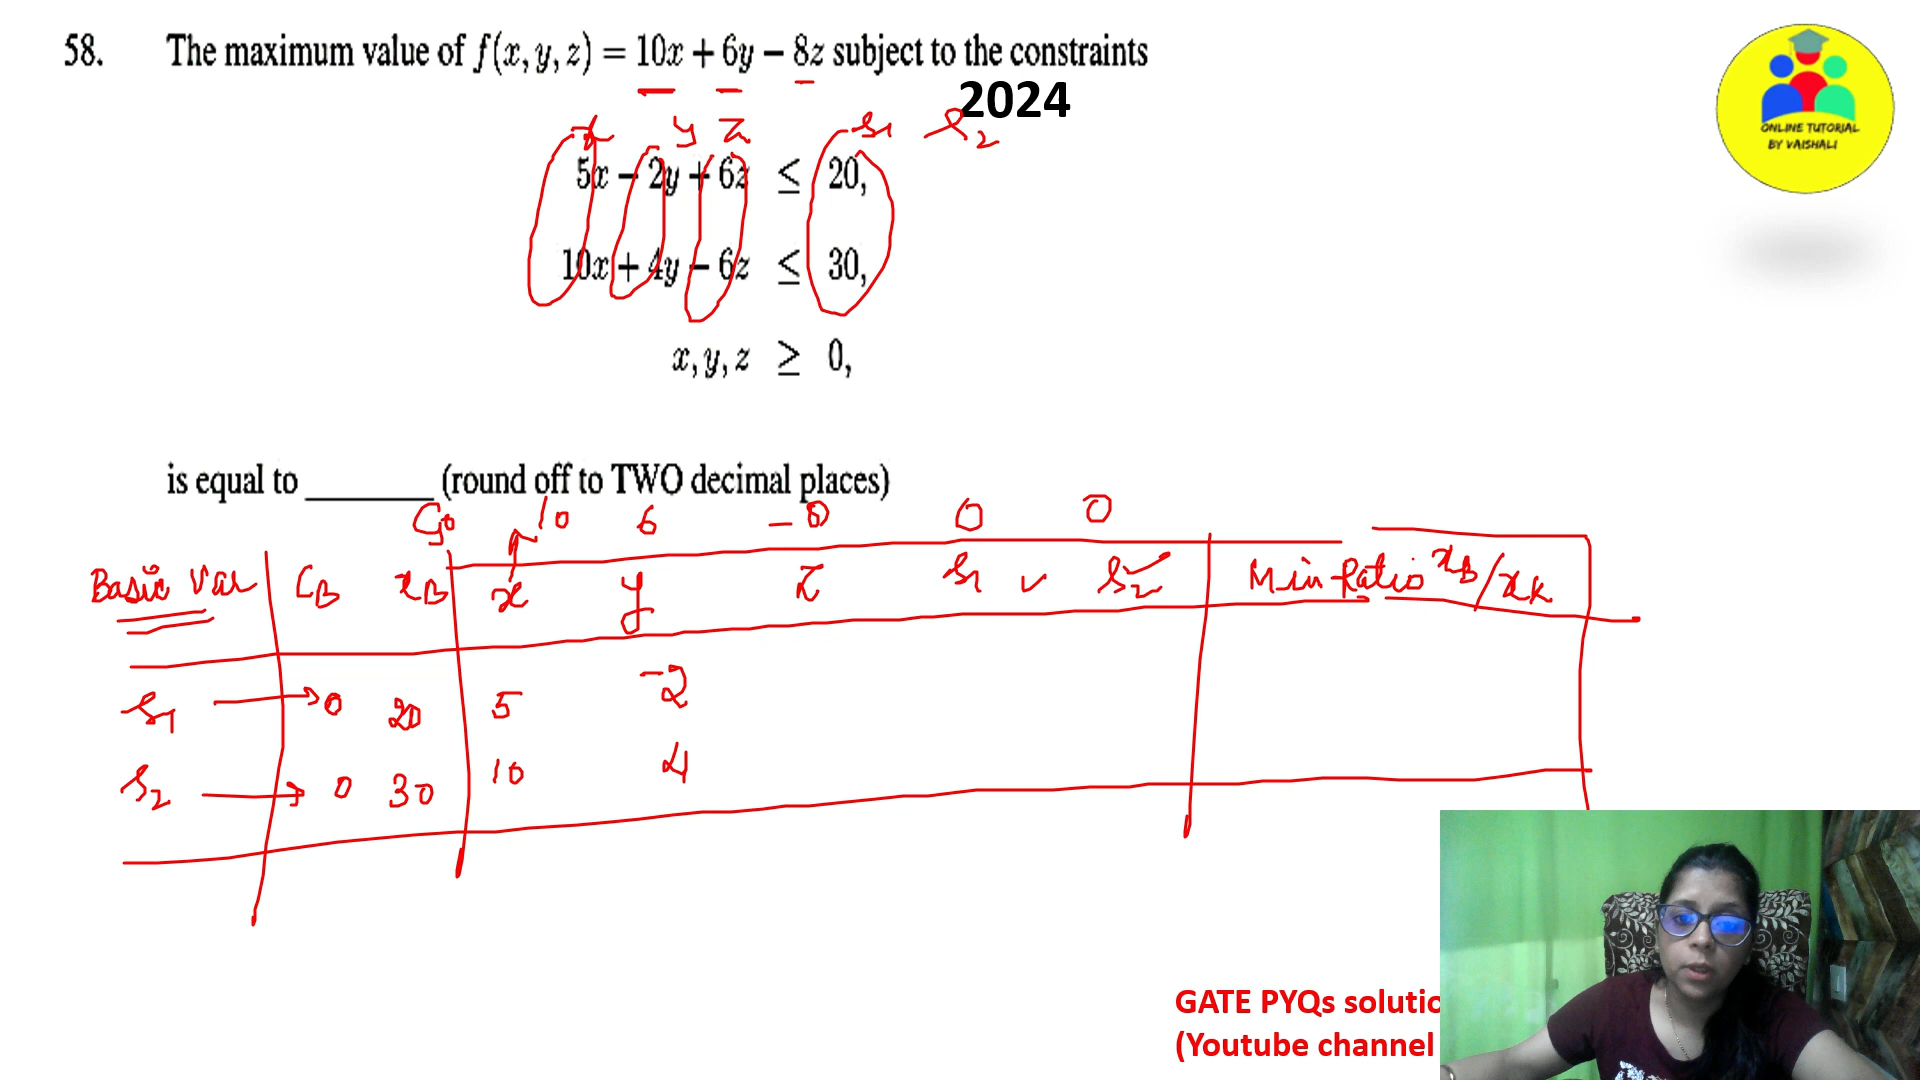 58. The maximum value of f(x, y, z) = 10x + 6y − 8z subject to the constraints
2024
x y z s1 s2
5x − 2y + 6z ≤ 20,
10x + 4y − 6z ≤ 30,
x, y, z ≥ 0,
is equal to ________ (round off to TWO decimal places)
10 6 −8 0 0
Basic Var CB xB x y z s1 s2 Min Ratio xB/xk
s1 → 0 20 5 -2
s2 → 0 30 10 4
ONLINE TUTORIAL
BY VAISHALI
GATE PYQs solutio
(Youtube channel